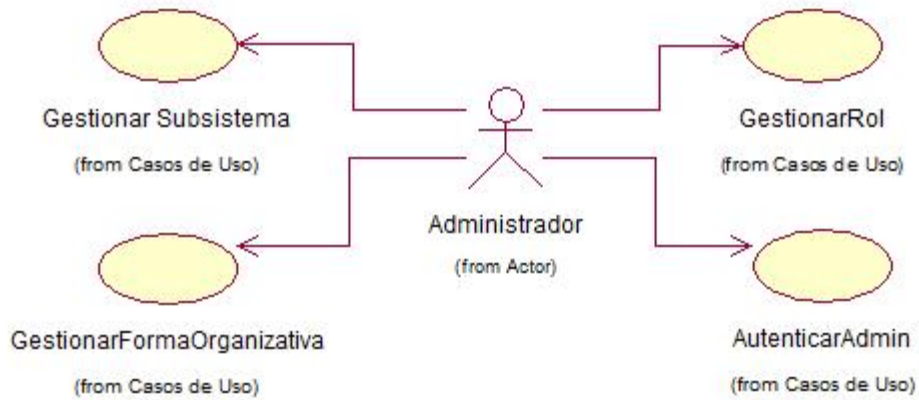 Gestionar Subsistema
(from Casos de Uso)
GestionarRol
(from Casos de Uso)
Administrador
(from Actor)
GestionarFormaOrganizativa
(from Casos de Uso)
AutenticarAdmin
(from Casos de Uso)